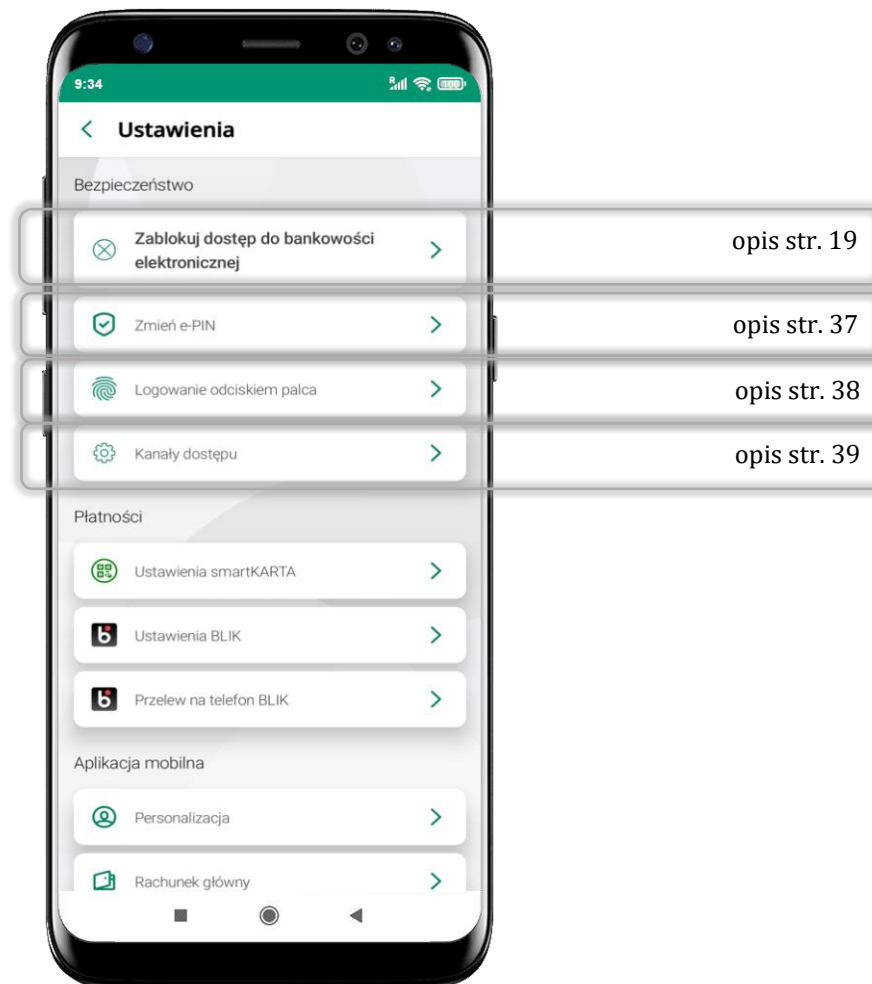 9:34
R
100
Ustawienia
Bezpieczeństwo
Zablokuj dostęp do bankowości
elektronicznej
opis str. 19
Zmień e-PIN
opis str. 37
Logowanie odciskiem palca
opis str. 38
Kanały dostępu
opis str. 39
Płatności
Ustawienia smartKARTA
Ustawienia BLIK
Przelew na telefon BLIK
Aplikacja mobilna
Personalizacja
Rachunek główny